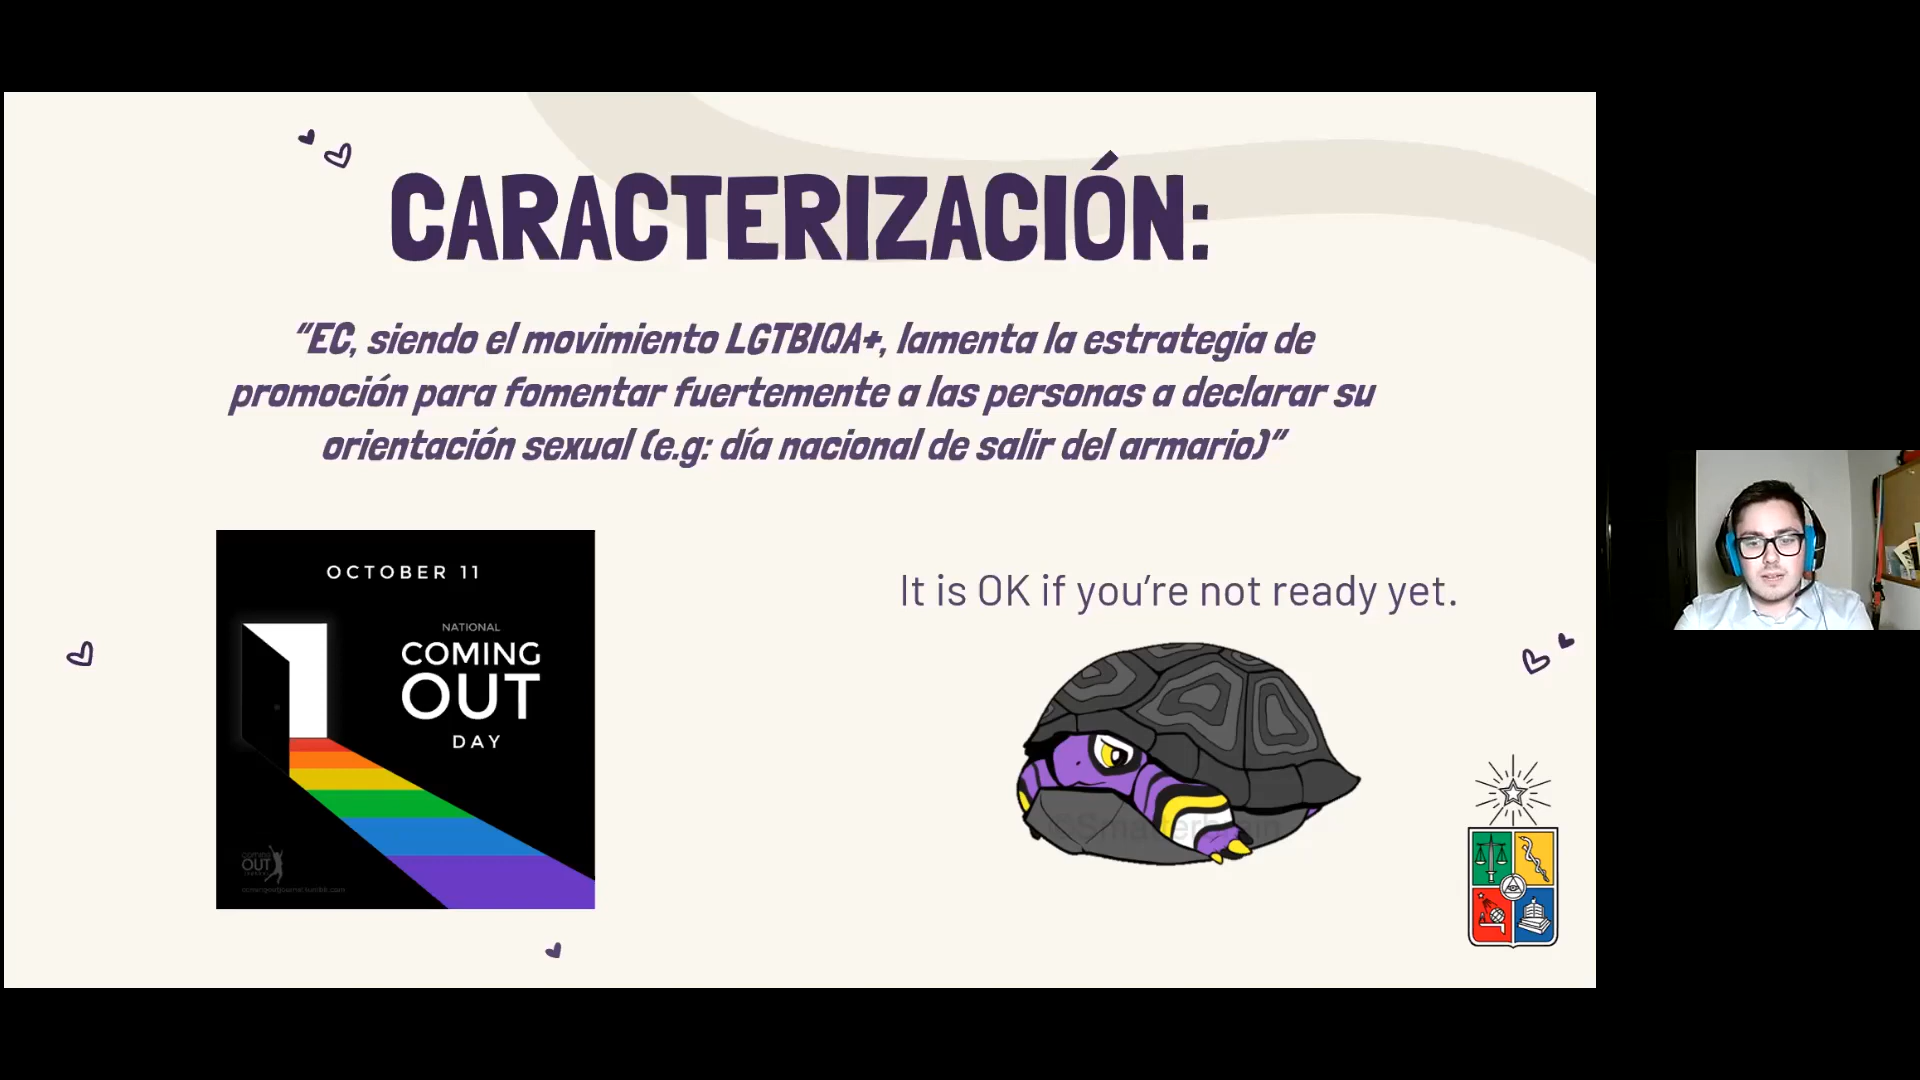 CARACTERIZACIÓN:
“EC, siendo el movimiento LGTBIQA+, lamenta la estrategia de
promoción para fomentar fuertemente a las personas a declarar su
orientación sexual (e.g: día nacional de salir del armario)”
OCTOBER 11
NATIONAL
COMING
OUT
DAY
COMING
OUT
It is OK if you’re not ready yet.